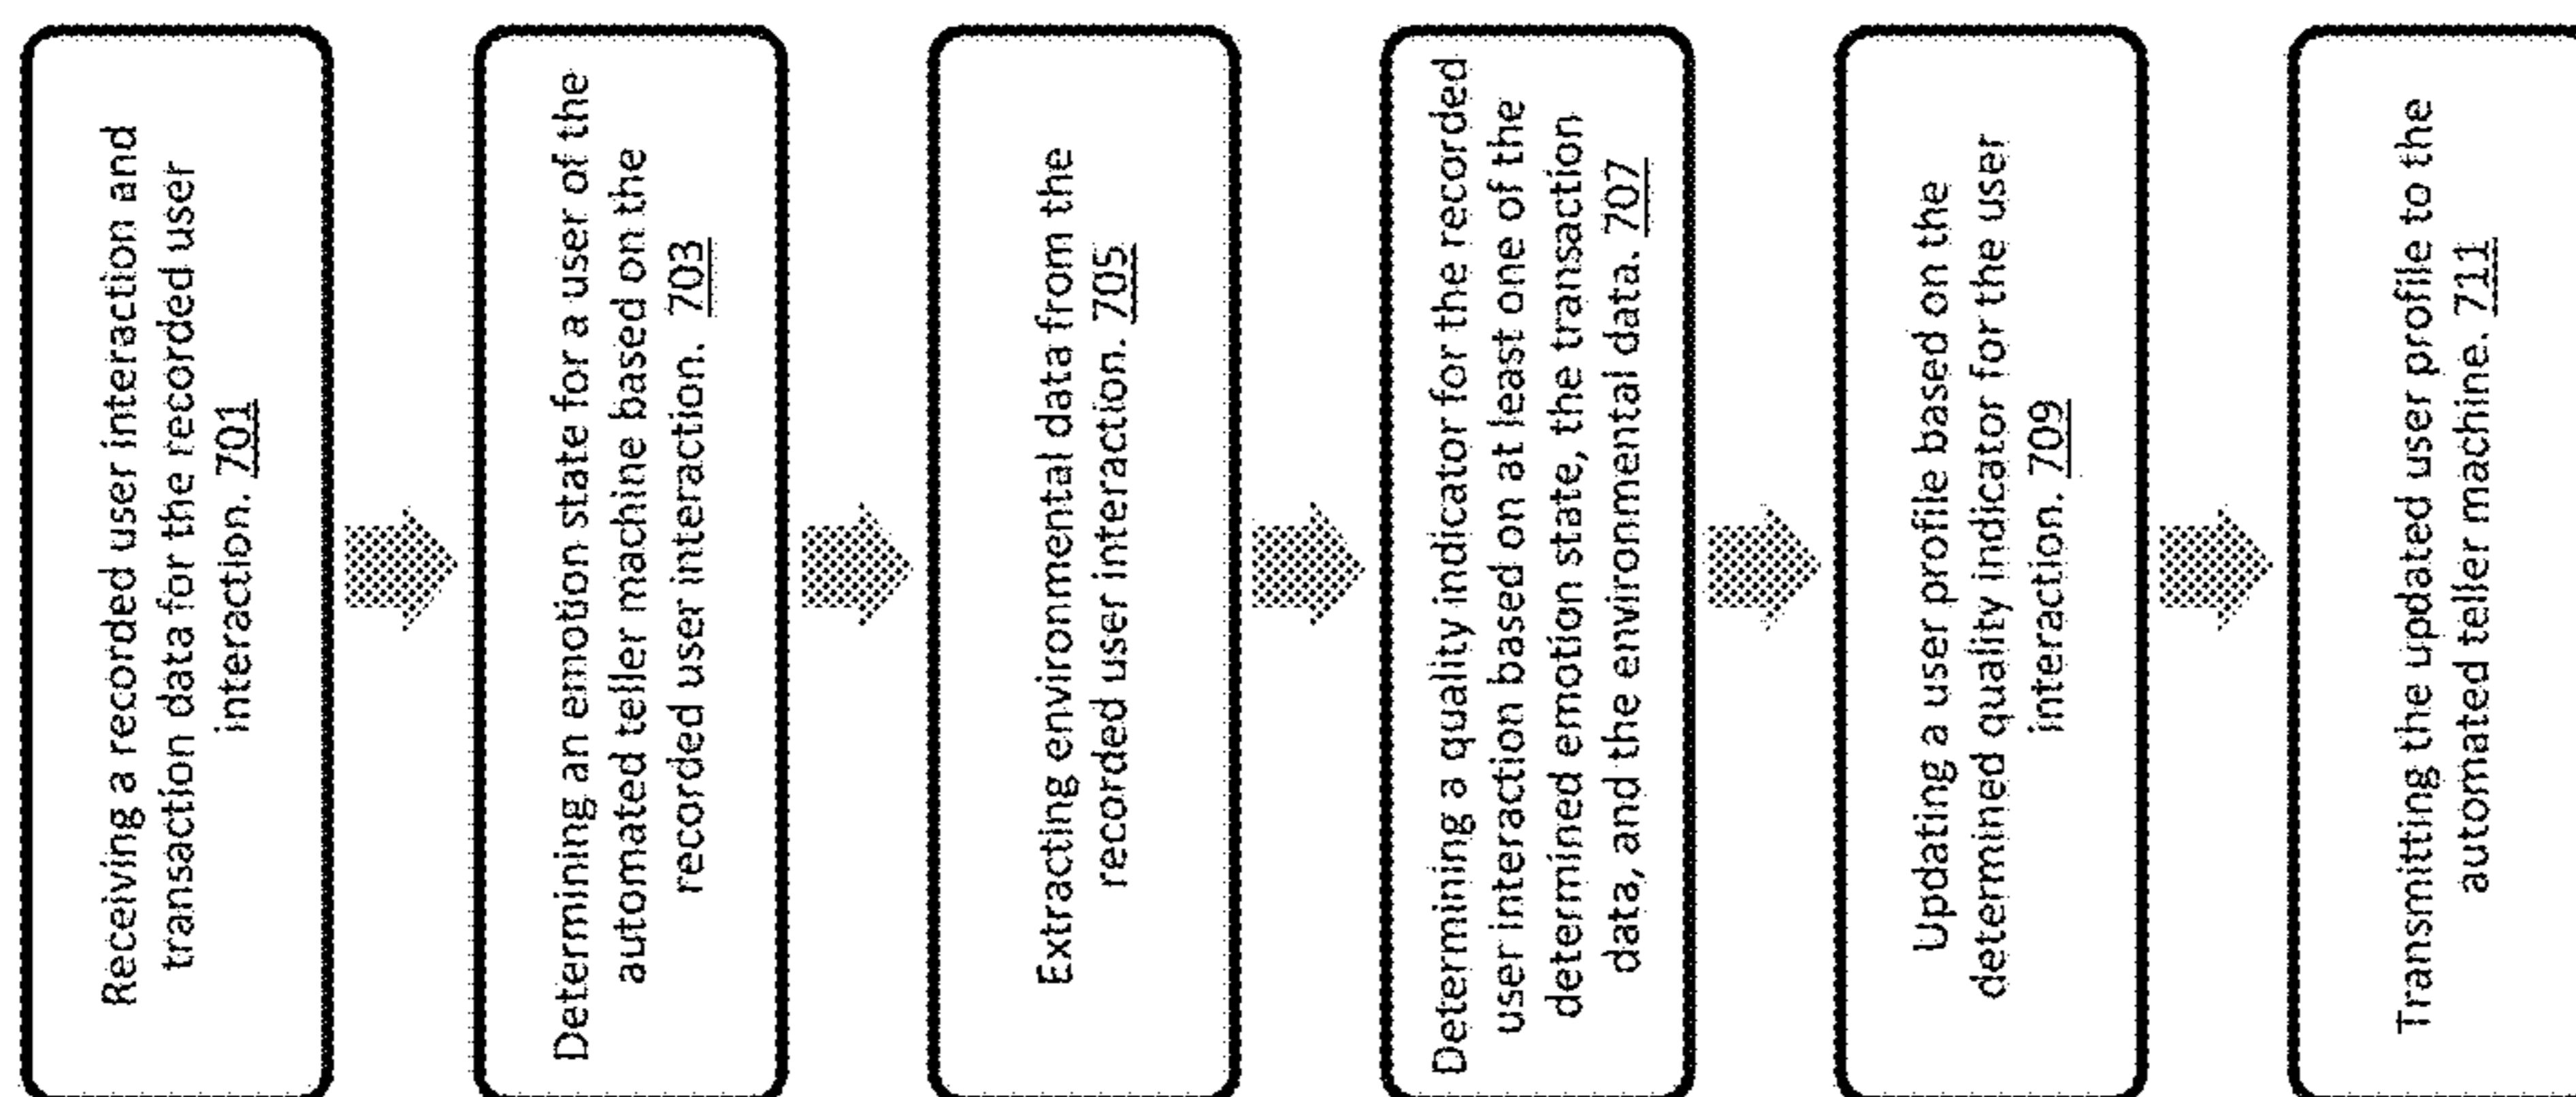 Receiving a recorded user interaction and
transaction data for the recorded user
interaction. 701
Determining an emotion state for a user of the
automated teller machine based on the
recorded user interaction. 703
Extracting environmental data from the
recorded user interaction. 705
Determining a quality indicator for the recorded
user interaction based on at least one of the
determined emotion state, the transaction
data, and the environmental data. 707
Updating a user profile based on the
determined quality indicator for the user
interaction. 709
Transmitting the updated user profile to the
automated teller machine. 711